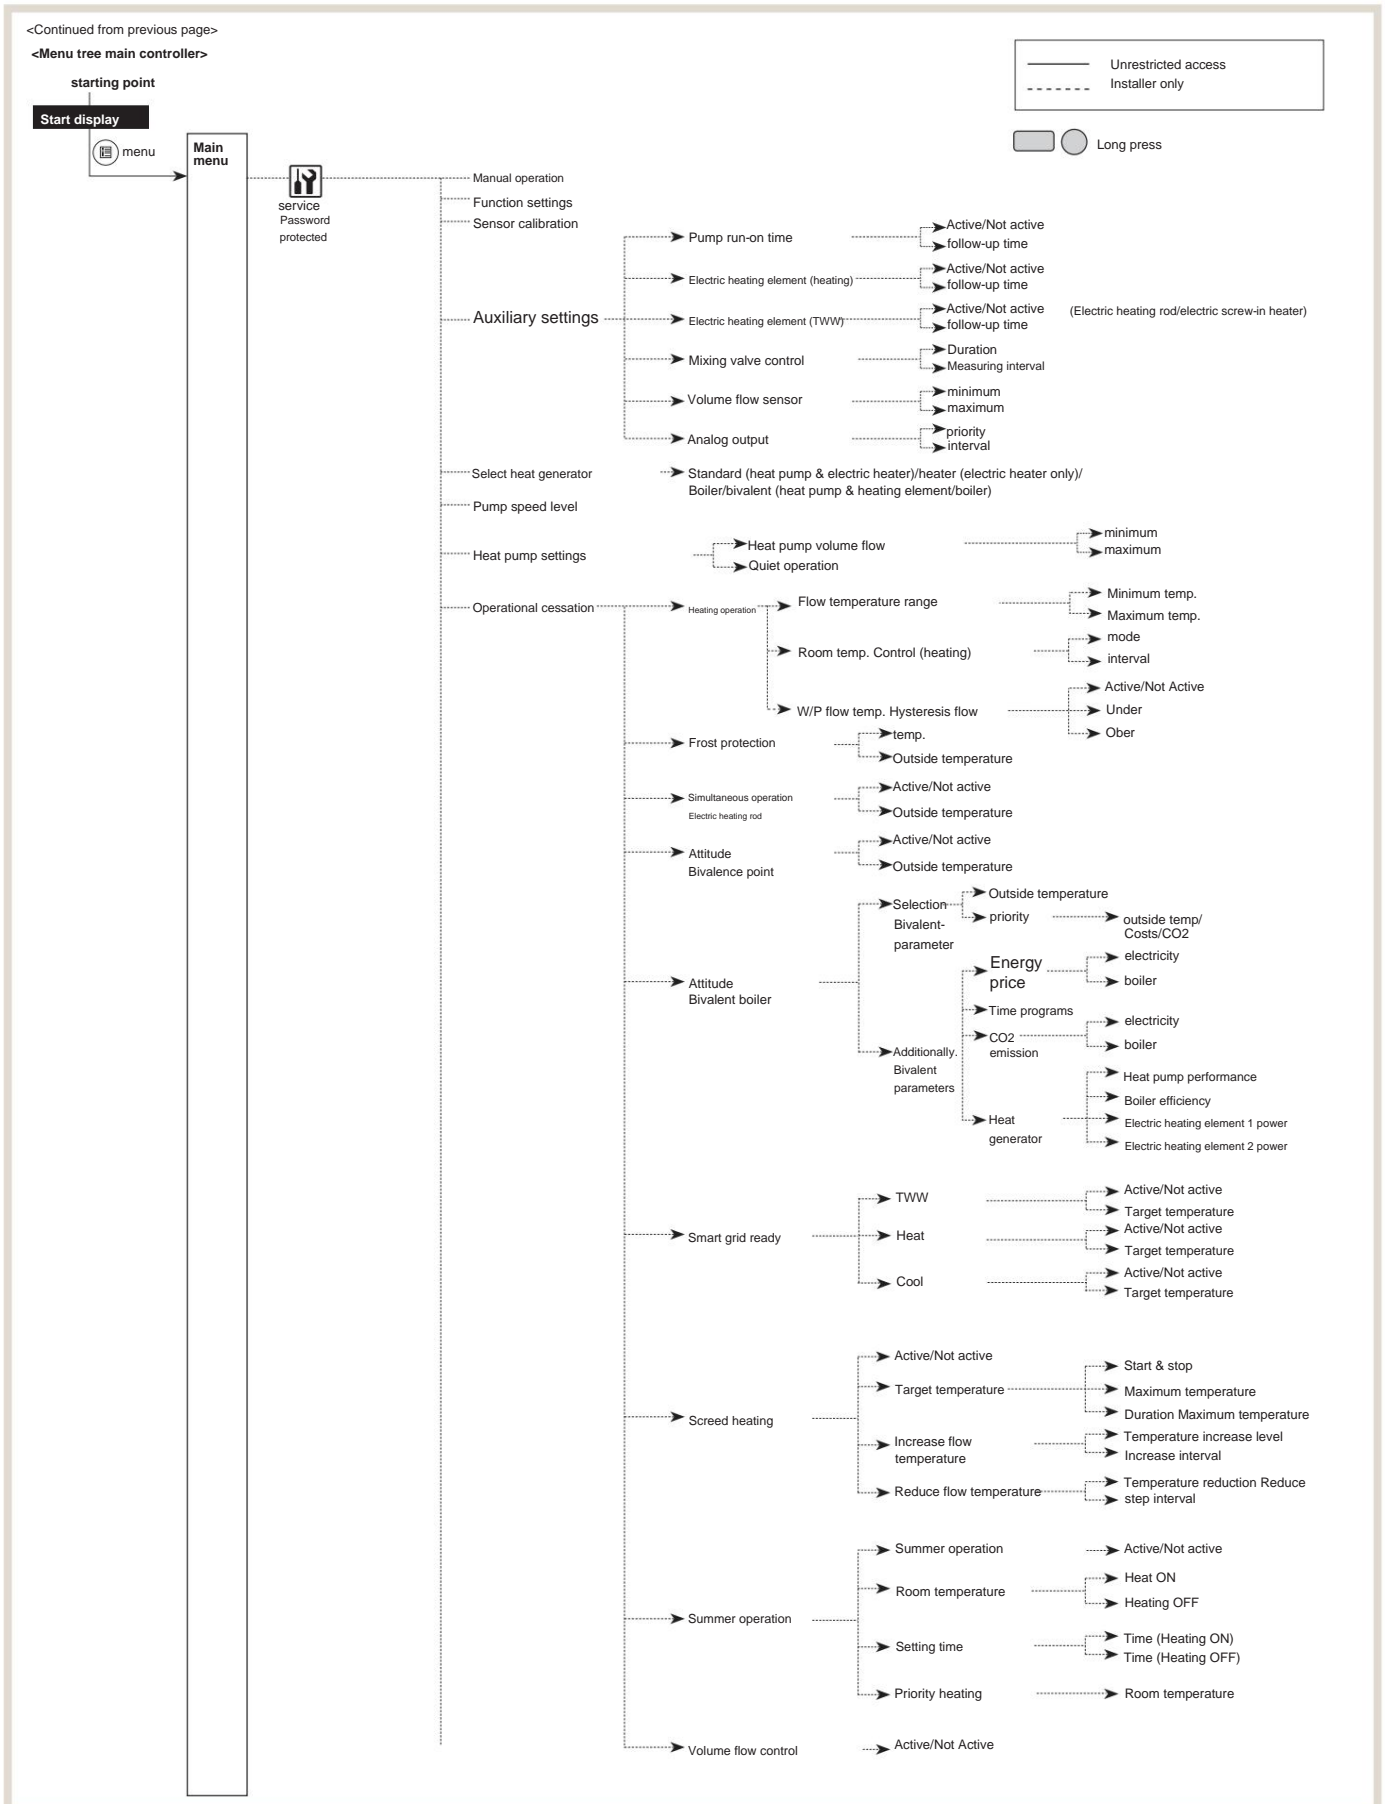 <Continued from previous page>
<Menu tree main controller>
starting point
Start display
menu
Main
menu
Unrestricted access
Installer only
Long press
service
Password
protected
Manual operation
Function settings
Sensor calibration
Auxiliary settings
Pump run-on time
Active/Not active
follow-up time
Electric heating element (heating)
Active/Not active
follow-up time
Electric heating element (TWW)
Active/Not active
follow-up time
(Electric heating rod/electric screw-in heater)
Mixing valve control
Duration
Measuring interval
Volume flow sensor
minimum
maximum
Analog output
priority
interval
Select heat generator
Standard (heat pump & electric heater)/heater (electric heater only)/
Boiler/bivalent (heat pump & heating element/boiler)
Pump speed level
Heat pump settings
Heat pump volume flow
minimum
maximum
Quiet operation
Operational cessation
Heating operation
Flow temperature range
Minimum temp.
Maximum temp.
Room temp. Control (heating)
mode
interval
W/P flow temp. Hysteresis flow
Active/Not Active
Under
Ober
Frost protection
temp.
Outside temperature
Simultaneous operation
Electric heating rod
Active/Not active
Outside temperature
Attitude
Bivalence point
Active/Not active
Outside temperature
Attitude
Bivalent boiler
Selection
Bivalent-
parameter
Outside temperature
priority
outside temp/
Costs/CO2
Additionally.
Bivalent
parameters
Energy
price
electricity
boiler
Time programs
CO2
emission
electricity
boiler
Heat
generator
Heat pump performance
Boiler efficiency
Electric heating element 1 power
Electric heating element 2 power
Smart grid ready
TWW
Active/Not active
Target temperature
Heat
Active/Not active
Target temperature
Cool
Active/Not active
Target temperature
Screed heating
Active/Not active
Target temperature
Start & stop
Maximum temperature
Duration Maximum temperature
Increase flow
temperature
Temperature increase level
Increase interval
Reduce flow temperature
Temperature reduction Reduce
step interval
Summer operation
Summer operation
Active/Not active
Room temperature
Heat ON
Heating OFF
Setting time
Time (Heating ON)
Time (Heating OFF)
Priority heating
Room temperature
Volume flow control
Active/Not Active